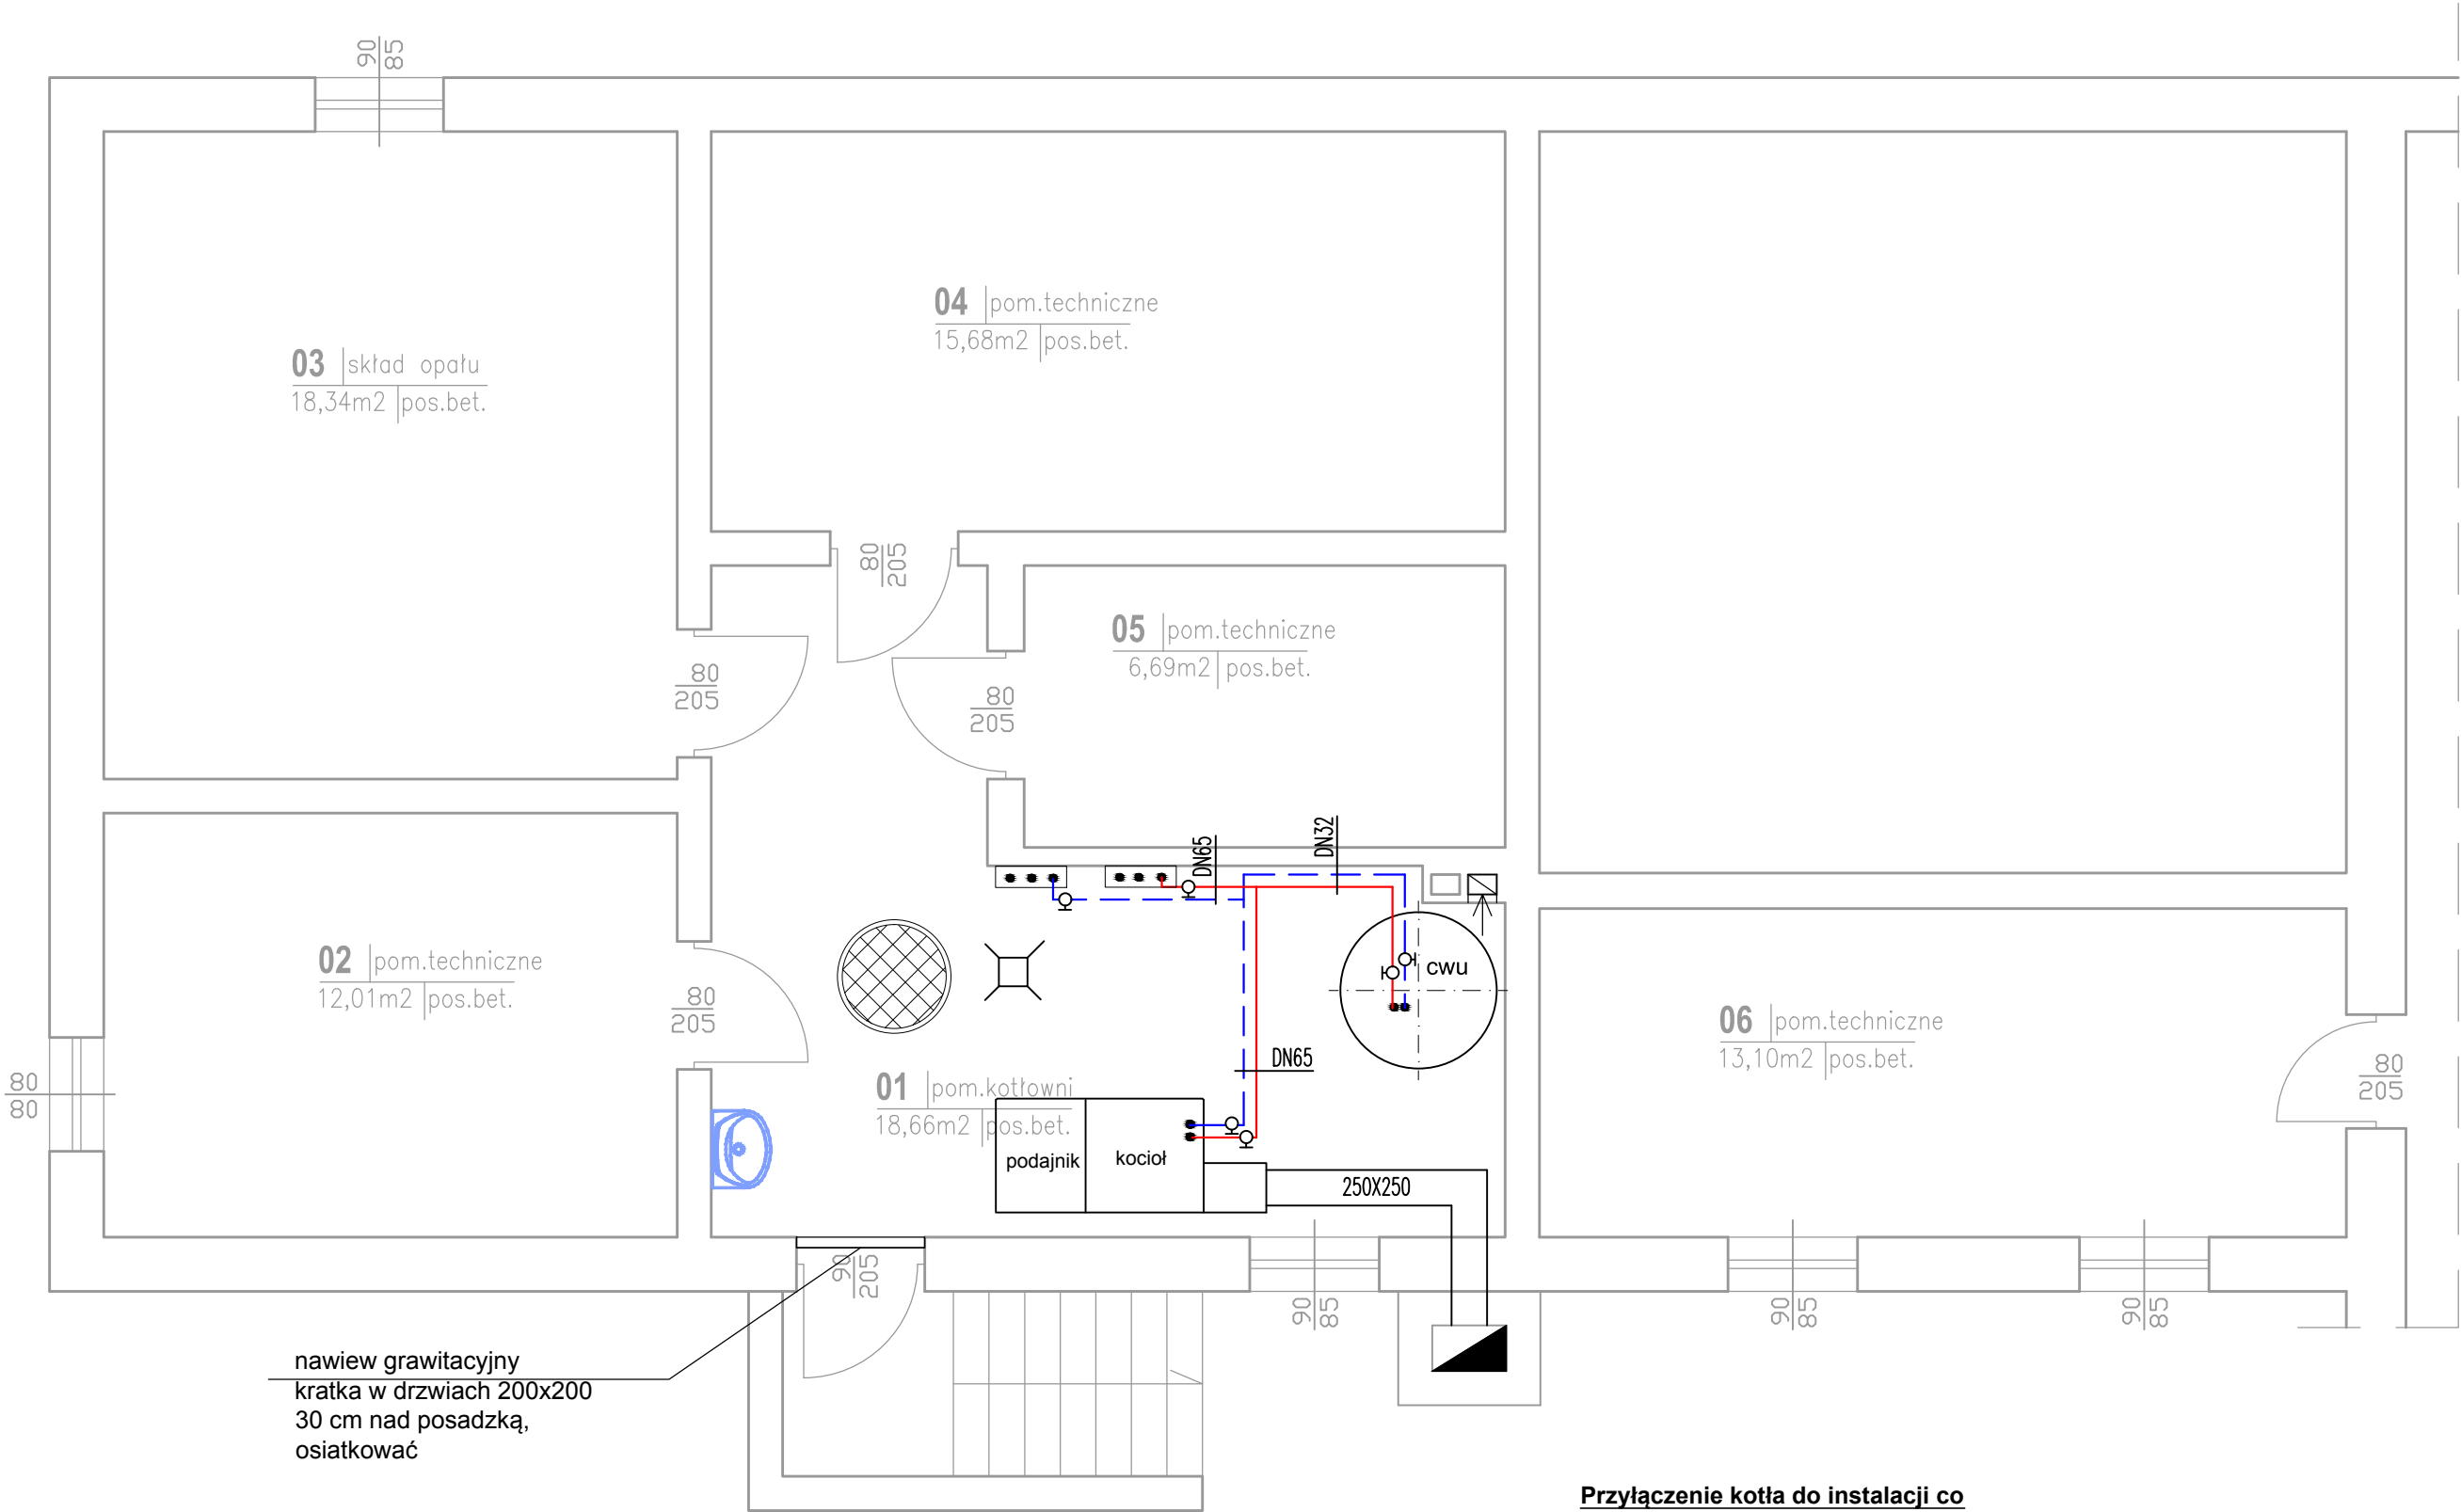 90
85
04 pom.techniczne
15,68m2 pos.bet.
03 skład opału
18,34m2 pos.bet.
80
205
05 pom.techniczne
6,69m2 pos.bet.
80
205
80
205
DN65
DN32
02 pom.techniczne
12,01m2 pos.bet.
80
205
cwu
06 pom.techniczne
13,10m2 pos.bet.
DN65
80
205
80
80
01 pom.kotłowni
18,66m2 pos.bet.
podajnik
kocioł
250X250
90
205
90
85
90
85
90
85
nawiew grawitacyjny
kratka w drzwiach 200x200
30 cm nad posadzką,
osiatkować
Przyłączenie kotła do instalacji co